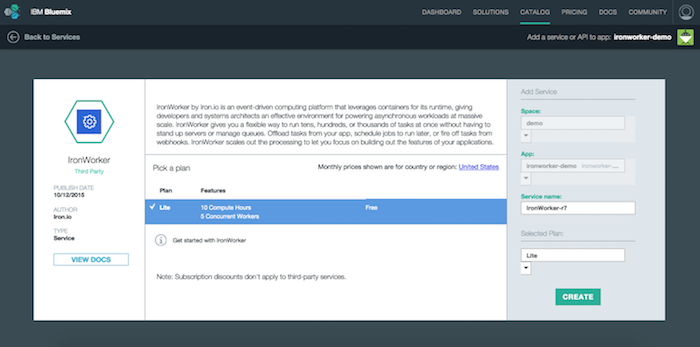 IBM Bluemix
DASHBOARD SOLUTIONS CATALOG PRICING DOCS COMMUNITY
Back to Services
Add a service or API to app: ironworker-demo
IronWorker
Third Party
PUBLISH DATE
10/12/2015
AUTHOR
Iron.io
TYPE
Service
VIEW DOCS
IronWorker by Iron.io is an event-driven computing platform that leverages containers for its runtime, giving
developers and systems architects an effective environment for powering asynchronous workloads at massive
scale. IronWorker gives you a flexible way to run tens, hundreds, or thousands of tasks at once without having to
stand up servers or manage queues. Offload tasks from your app, schedule jobs to run later, or fire off tasks from
webhooks. IronWorker scales out the processing to let you focus on building out the features of your applications.
Pick a plan
Monthly prices shown are for country or region: United States
Plan Features
Lite 10 Compute Hours Free
5 Concurrent Workers
Get started with IronWorker
Note: Subscription discounts don't apply to third-party services.
Add Service
Space:
demo
App:
ironworker-demo ironworker-...
Service name:
IronWorker-r7
Selected Plan:
Lite
CREATE